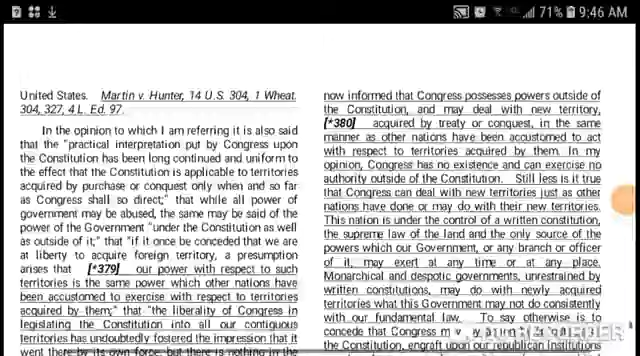 71% 9:46 AM
United States. Martin v. Hunter, 14 U.S. 304, 1 Wheat.
304, 327, 4 L. Ed. 97.
In the opinion to which I am referring it is also said
that the "practical interpretation put by Congress upon
the Constitution has been long continued and uniform to
the effect that the Constitution is applicable to territories
acquired by purchase or conquest only when and so far
as Congress shall so direct;" that while all power of
government may be abused, the same may be said of the
power of the Government "under the Constitution as well
as outside of it;" that "if it once be conceded that we are
at liberty to acquire foreign territory, a presumption
arises that [*379] our power with respect to such
territories is the same power which other nations have
been accustomed to exercise with respect to territories
acquired by them;" that "the liberality of Congress in
legislating the Constitution into all our contiguous
territories has undoubtedly fostered the impression that it
went there by its own force, but there is nothing in the
now informed that Congress possesses powers outside of
the Constitution, and may deal with new territory,
[*380] acquired by treaty or conquest, in the same
manner as other nations have been accustomed to act
with respect to territories acquired by them. In my
opinion, Congress has no existence and can exercise no
authority outside of the Constitution. Still less is it true
that Congress can deal with new territories just as other
nations have done or may do with their new territories.
This nation is under the control of a written constitution,
the supreme law of the land and the only source of the
powers which our Government, or any branch or officer
of it, may exert at any time or at any place.
Monarchical and despotic governments, unrestrained by
written constitutions, may do with newly acquired
territories what this Government may not do consistently
with our fundamental law. To say otherwise is to
concede that Congress may, by action outside of
the Constitution, engraft upon our republican institutions